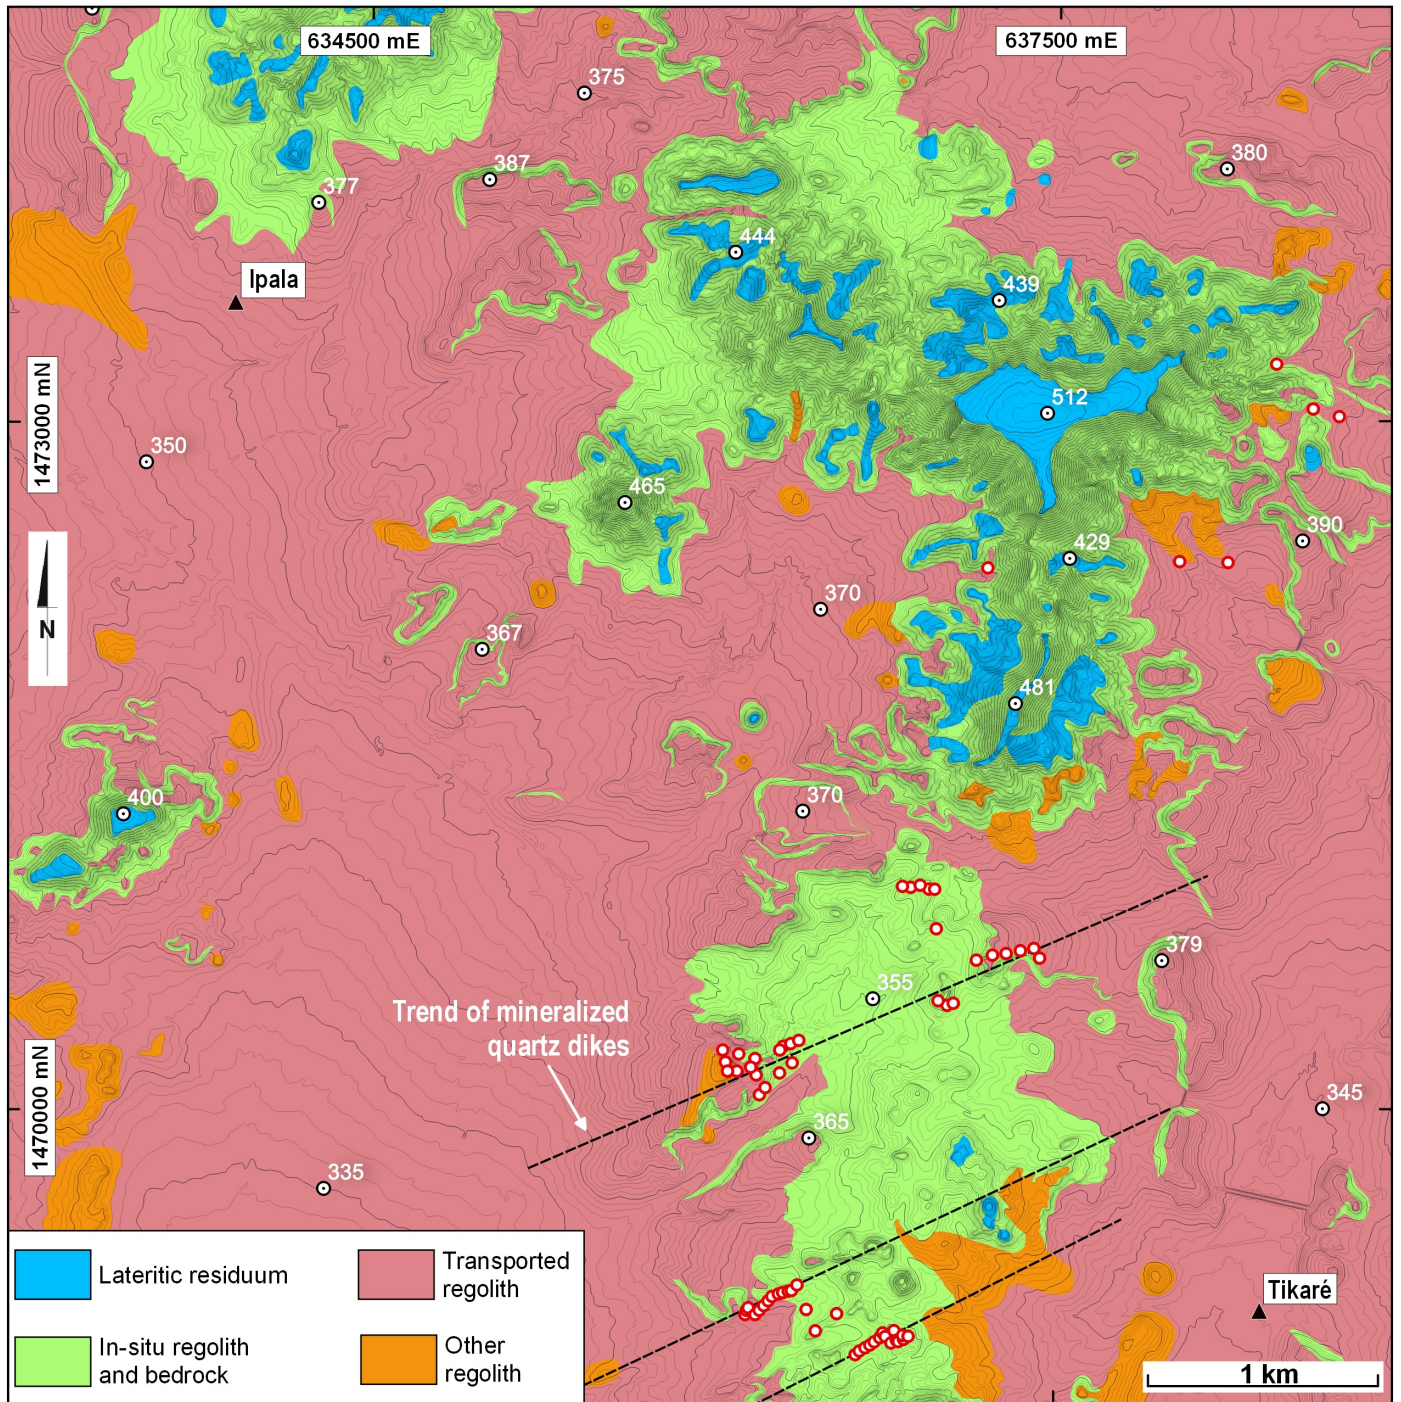 634500 mE
637500 mE
375
387
380
377
444
Ipala
439
1473000 mN
512
350
465
390
429
370
N
367
481
400
370
379
355
Trend of mineralized
quartz dikes
1470000 mN
345
365
335
Lateritic residuum
Transported
regolith
Tikaré
In-situ regolith
and bedrock
Other
regolith
1 km